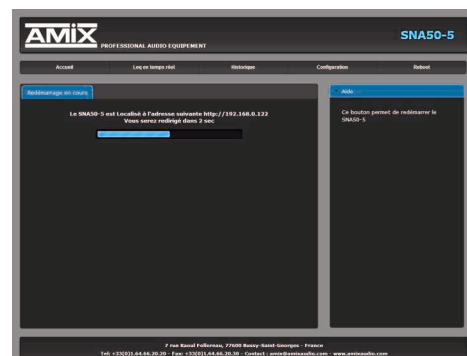 AMiX
PROFESSIONAL AUDIO EQUIPEMENT
SNA50-5
Accueil
Leq en temps réel
Historique
Configuration
Reboot
Redémarrage en cours
Le SNA50-5 est Localisé à l'adresse suivante http://192.168.0.122
Vous serez redirigé dans 2 sec
Aide
Ce bouton permet de redémarrer le
SNA50-5
7 rue Raoul Follereau, 77600 Bussy-Saint-Georges - France
Tel: +33(0)1.64.66.20.20 - Fax: +33(0)1.64.66.20.30 - Contact : amix@amixaudio.com - www.amixaudio.com